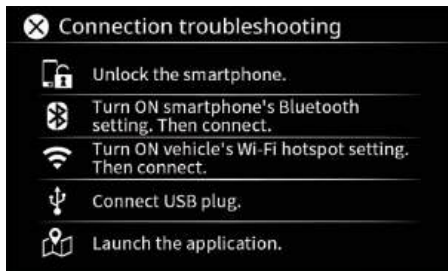 Connection troubleshooting
Unlock the smartphone.
Turn ON smartphone's Bluetooth
setting. Then connect.
Turn ON vehicle's Wi-Fi hotspot setting.
Then connect.
Connect USB plug.
Launch the application.